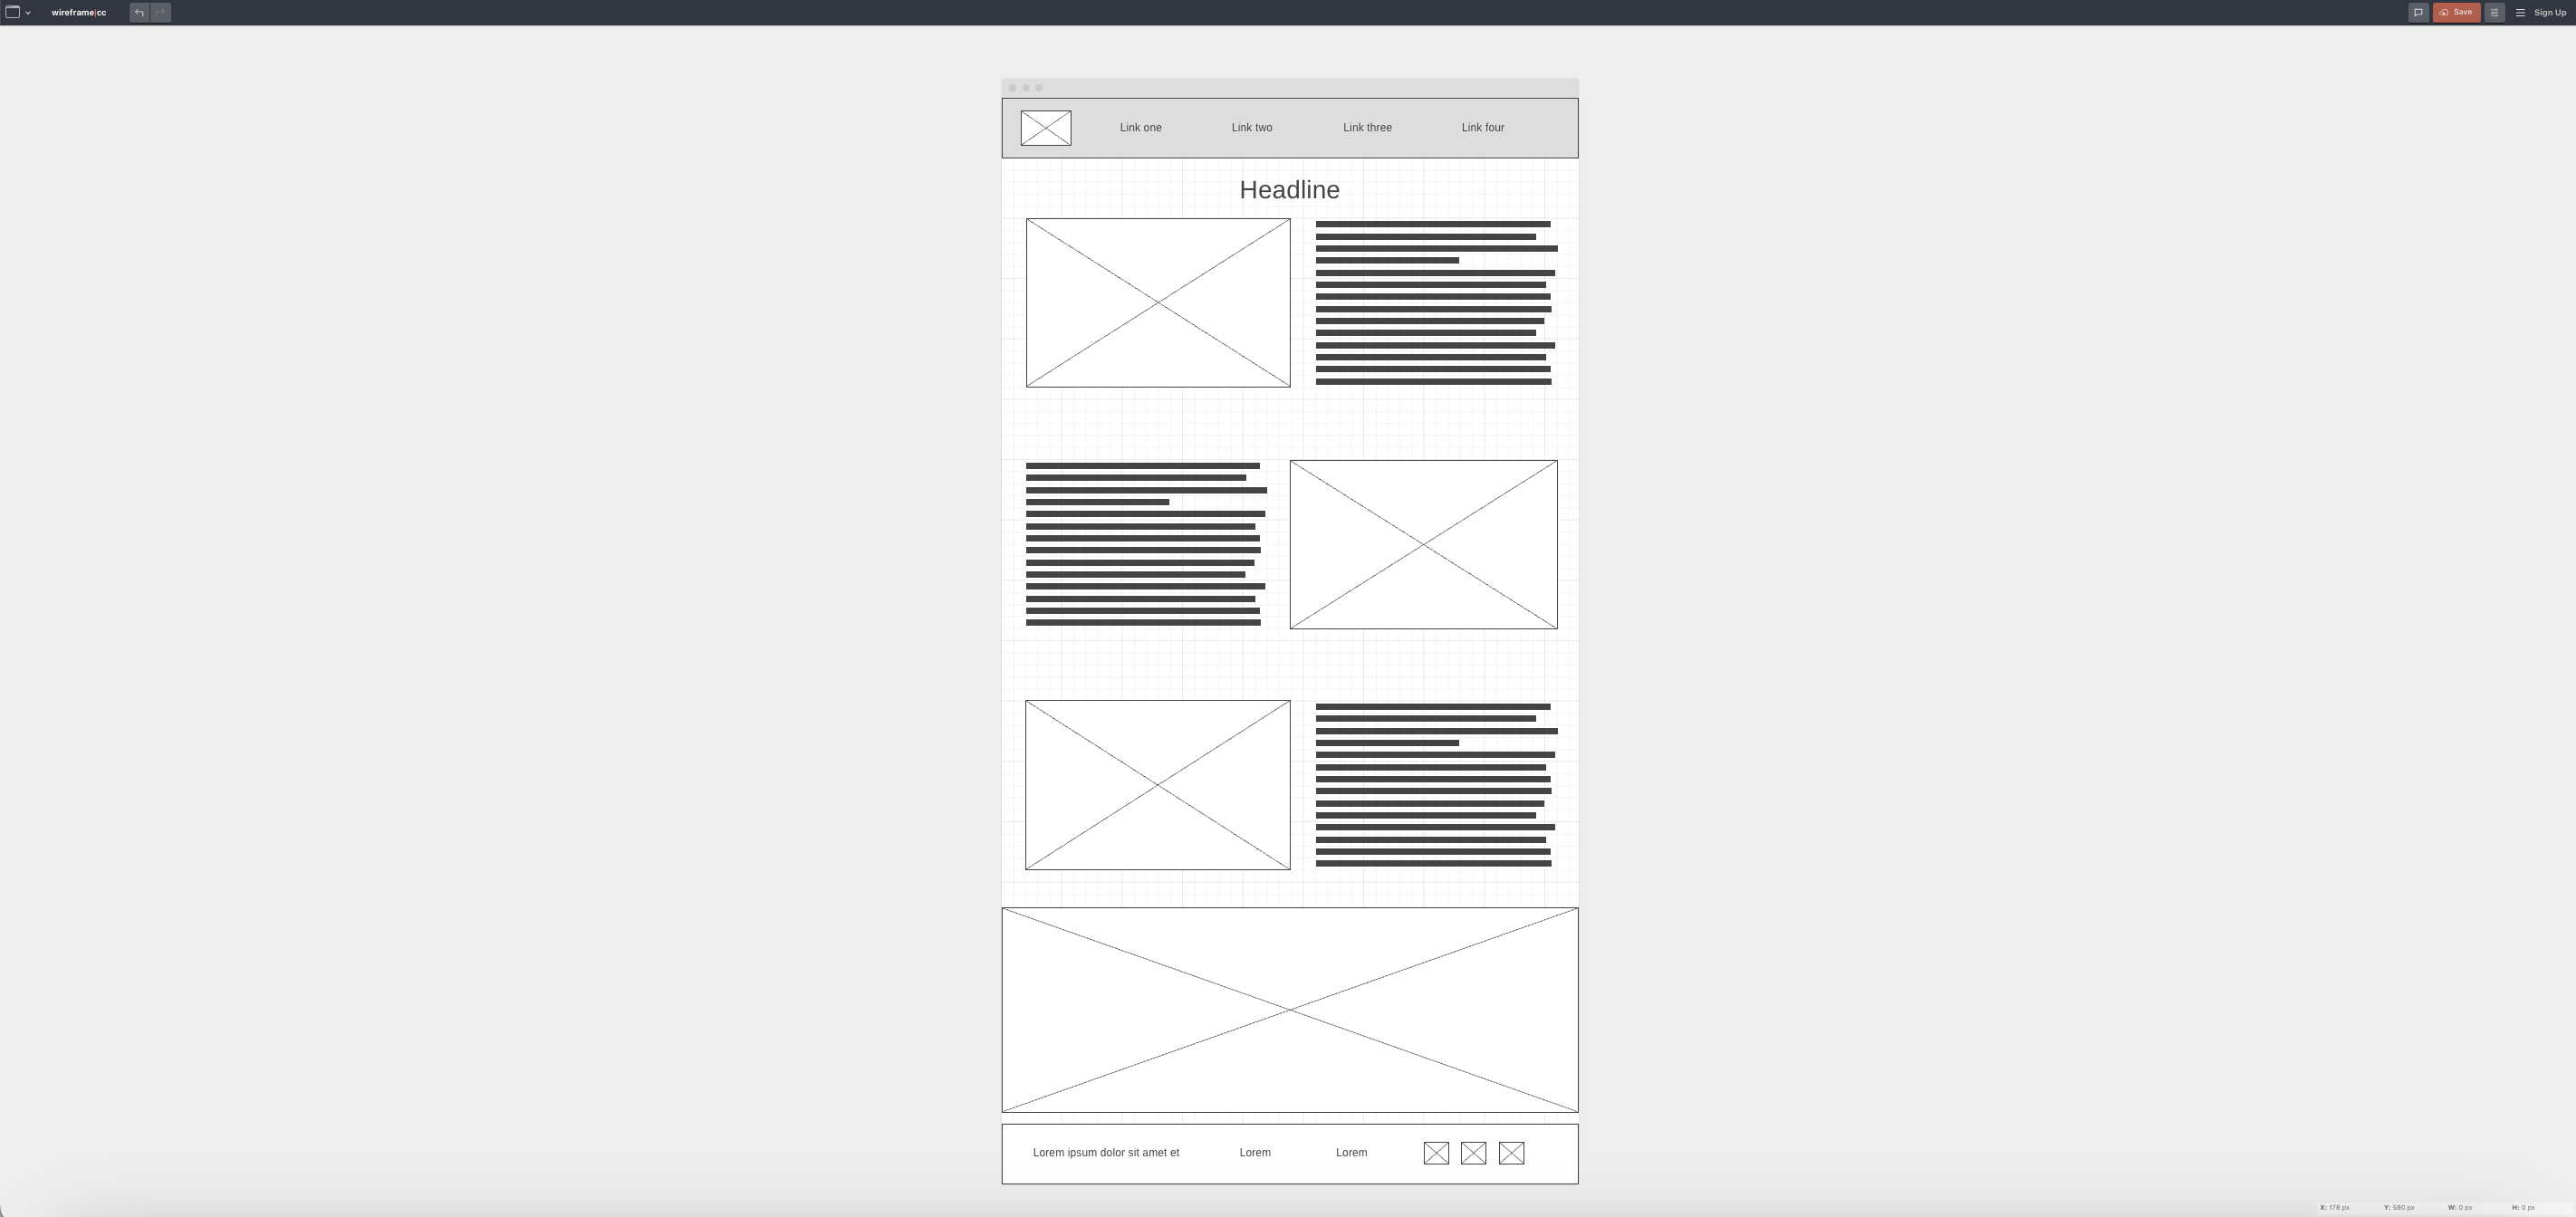 wireframe|cc
Save
Sign Up
Link one Link two Link three Link four
Headline
Lorem ipsum dolor sit amet et Lorem Lorem
X: 178 px Y: 580 px W: 0 px H: 0 px